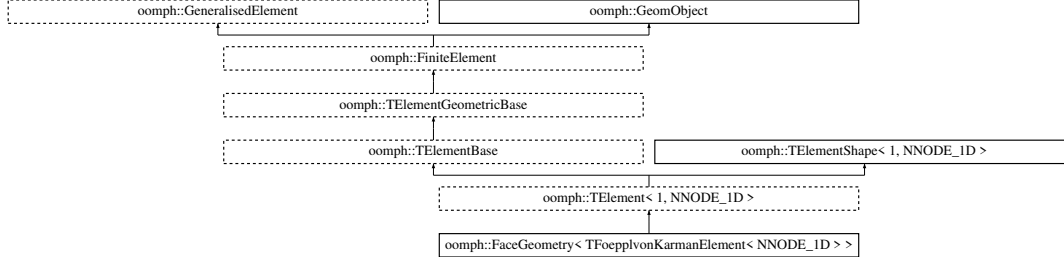 oomph::GeneralisedElement
oomph::GeomObject
oomph::FiniteElement
oomph::TElementGeometricBase
oomph::TElementBase
oomph::TElementShape< 1, NNODE_1D >
oomph::TElement< 1, NNODE_1D >
oomph::FaceGeometry< TFoepplvonKarmanElement< NNODE_1D > >